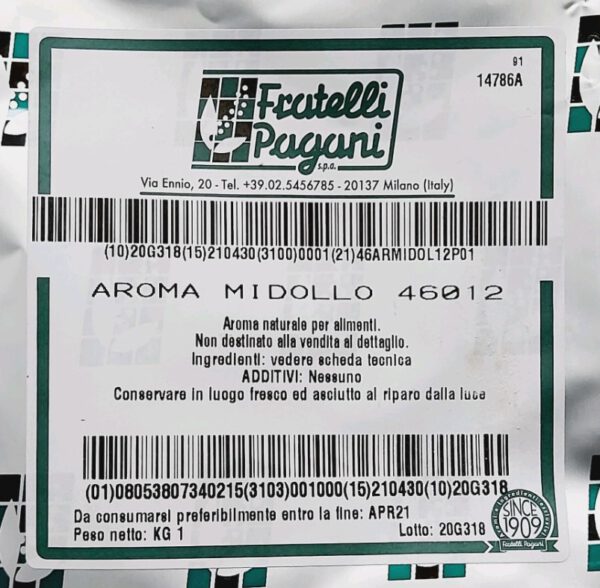 91
14786A
Fratelli
Pagani
s.p.a.
Via Ennio, 20 - Tel. +39.02.5456785 - 20137 Milano (Italy)
(10)20G318(15)210430(3100)0001(21)46ARMIDOL12P01
AROMA MIDOLLO 46012
Aroma naturale per alimenti.
Non destinato alla vendita al dettaglio.
Ingredienti: vedere scheda tecnica
ADDITIVI: Nessuno
Conservare in luogo fresco ed asciutto al riparo dalla luce
(01)08053807340215(3103)001000(15)210430(10)20G318
Da consumarsi preferibilmente entro la fine: APR21
Peso netto: KG 1
Lotto: 20G318
SINCE
1909
Fratelli Pagani